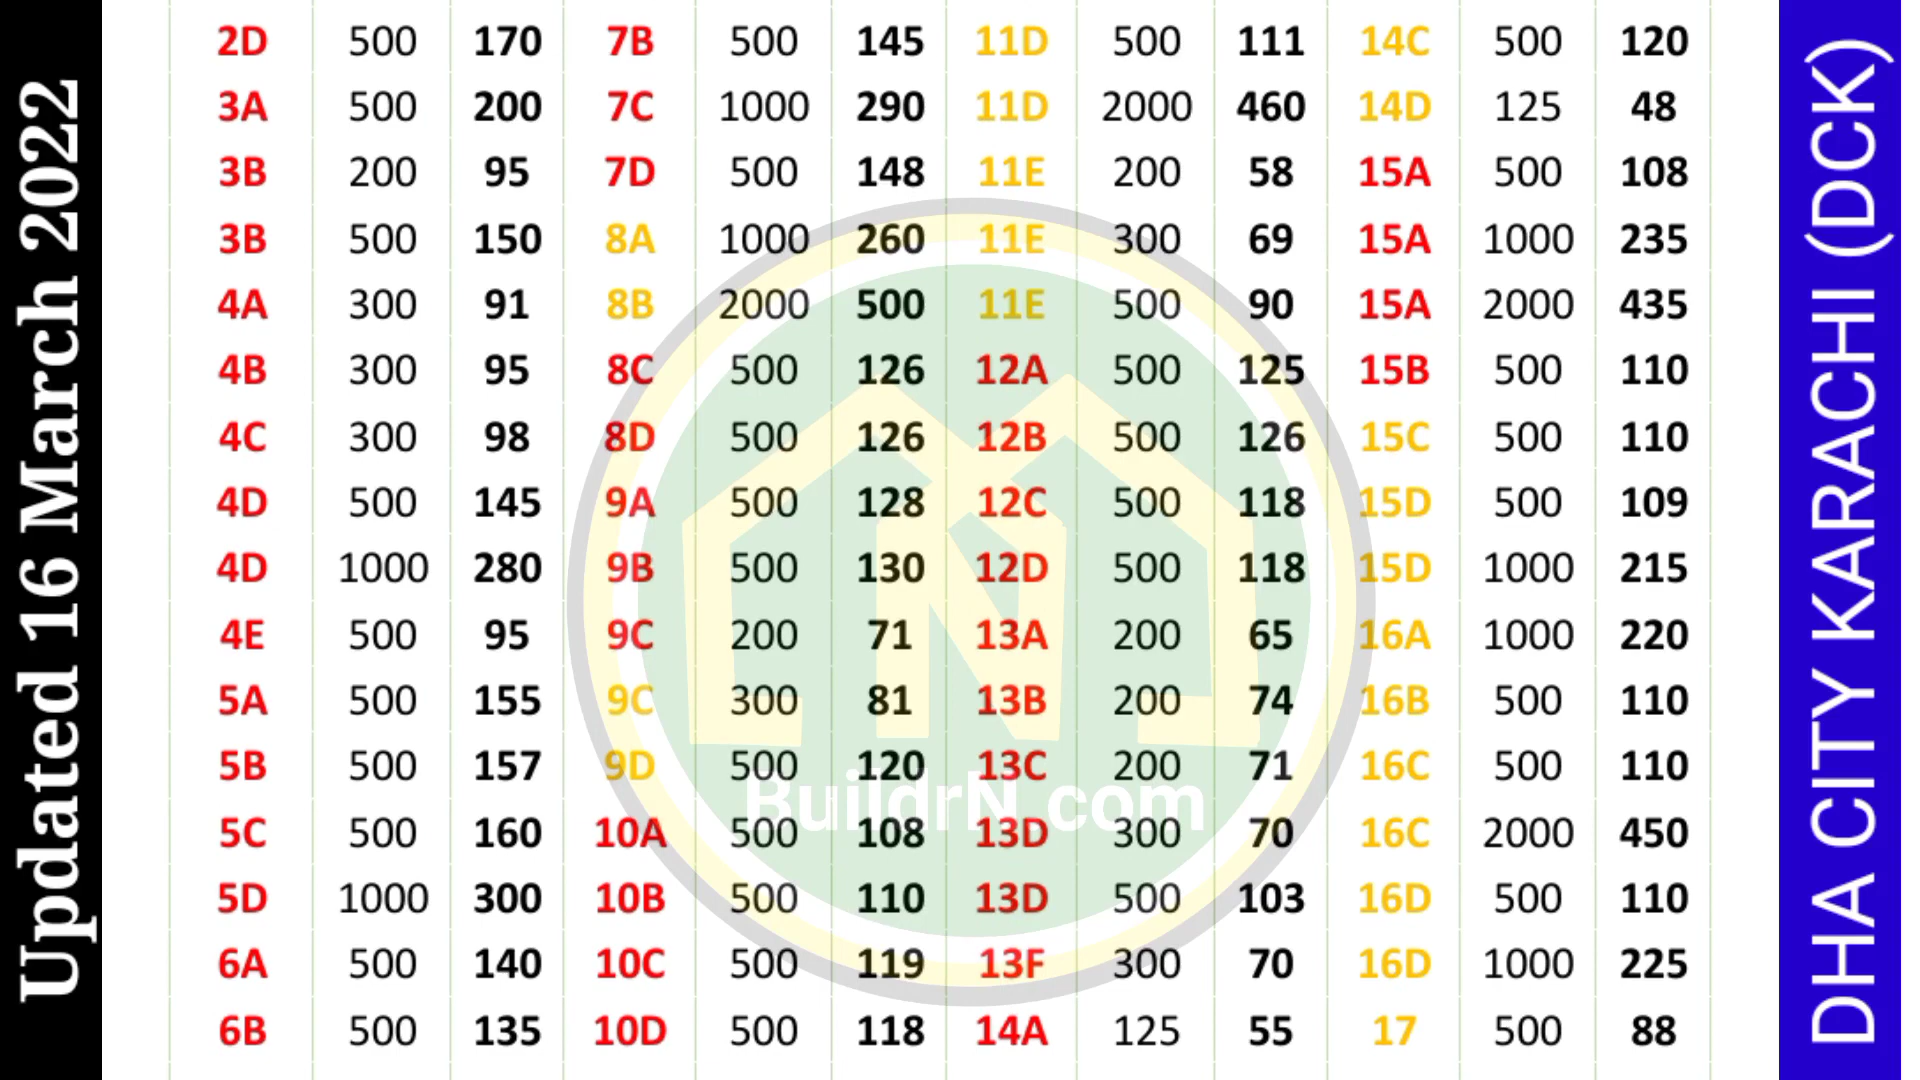 Updated 16 March 2022
2D 500 170 7B 500 145 11D 500 111 14C 500 120
3A 500 200 7C 1000 290 11D 2000 460 14D 125 48
3B 200 95 7D 500 148 11E 200 58 15A 500 108
3B 500 150 8A 1000 260 11E 300 69 15A 1000 235
4A 300 91 8B 2000 500 11E 500 90 15A 2000 435
4B 300 95 8C 500 126 12A 500 125 15B 500 110
4C 300 98 8D 500 126 12B 500 126 15C 500 110
4D 500 145 9A 500 128 12C 500 118 15D 500 109
4D 1000 280 9B 500 130 12D 500 118 15D 1000 215
4E 500 95 9C 200 71 13A 200 65 16A 1000 220
5A 500 155 9C 300 81 13B 200 74 16B 500 110
5B 500 157 9D 500 120 13C 200 71 16C 500 110
BuildrN.com
5C 500 160 10A 500 108 13D 300 70 16C 2000 450
5D 1000 300 10B 500 110 13D 500 103 16D 500 110
6A 500 140 10C 500 119 13F 300 70 16D 1000 225
6B 500 135 10D 500 118 14A 125 55 17 500 88
DHA CITY KARACHI (DCK)